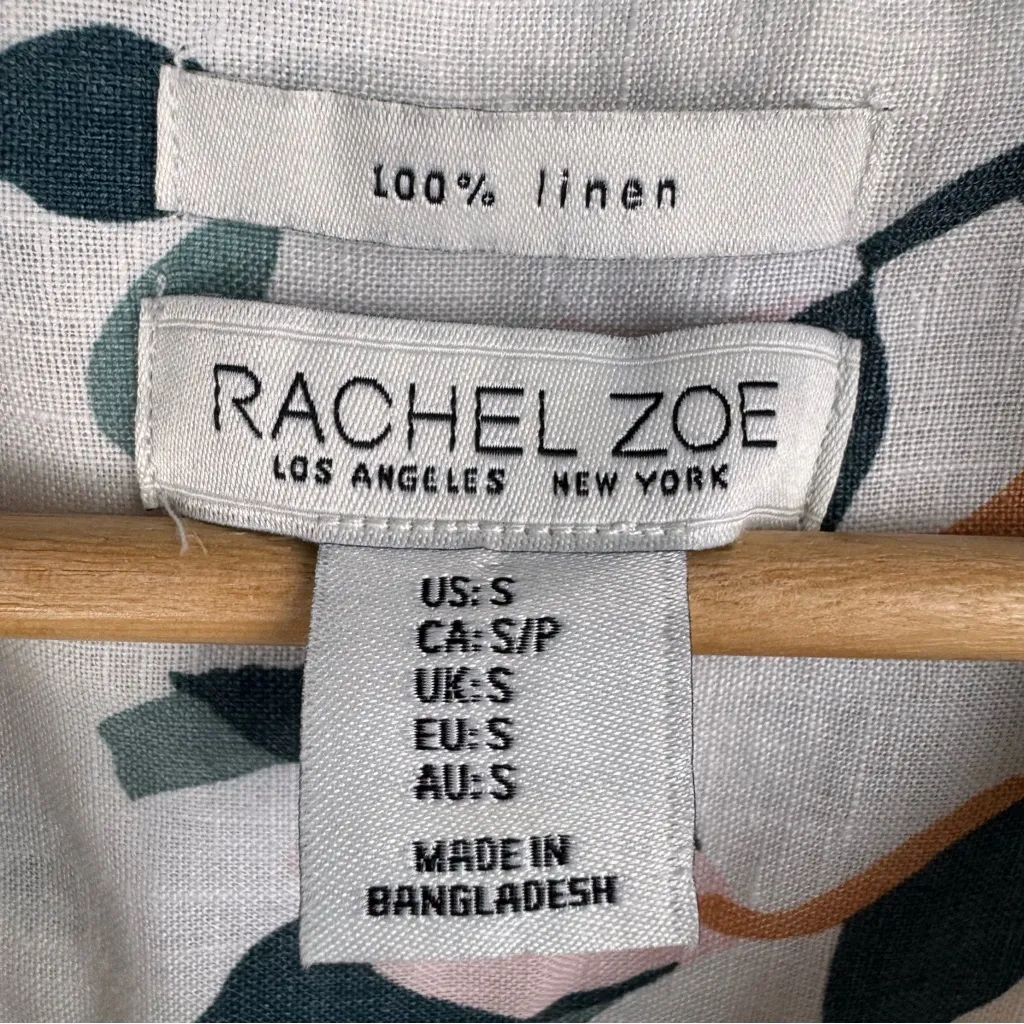 100% linen
RACHEL ZOE
LOS ANGELES NEW YORK
US: S
CA: S/P
UK: S
EU: S
AU: S
MADE IN
BANGLADESH